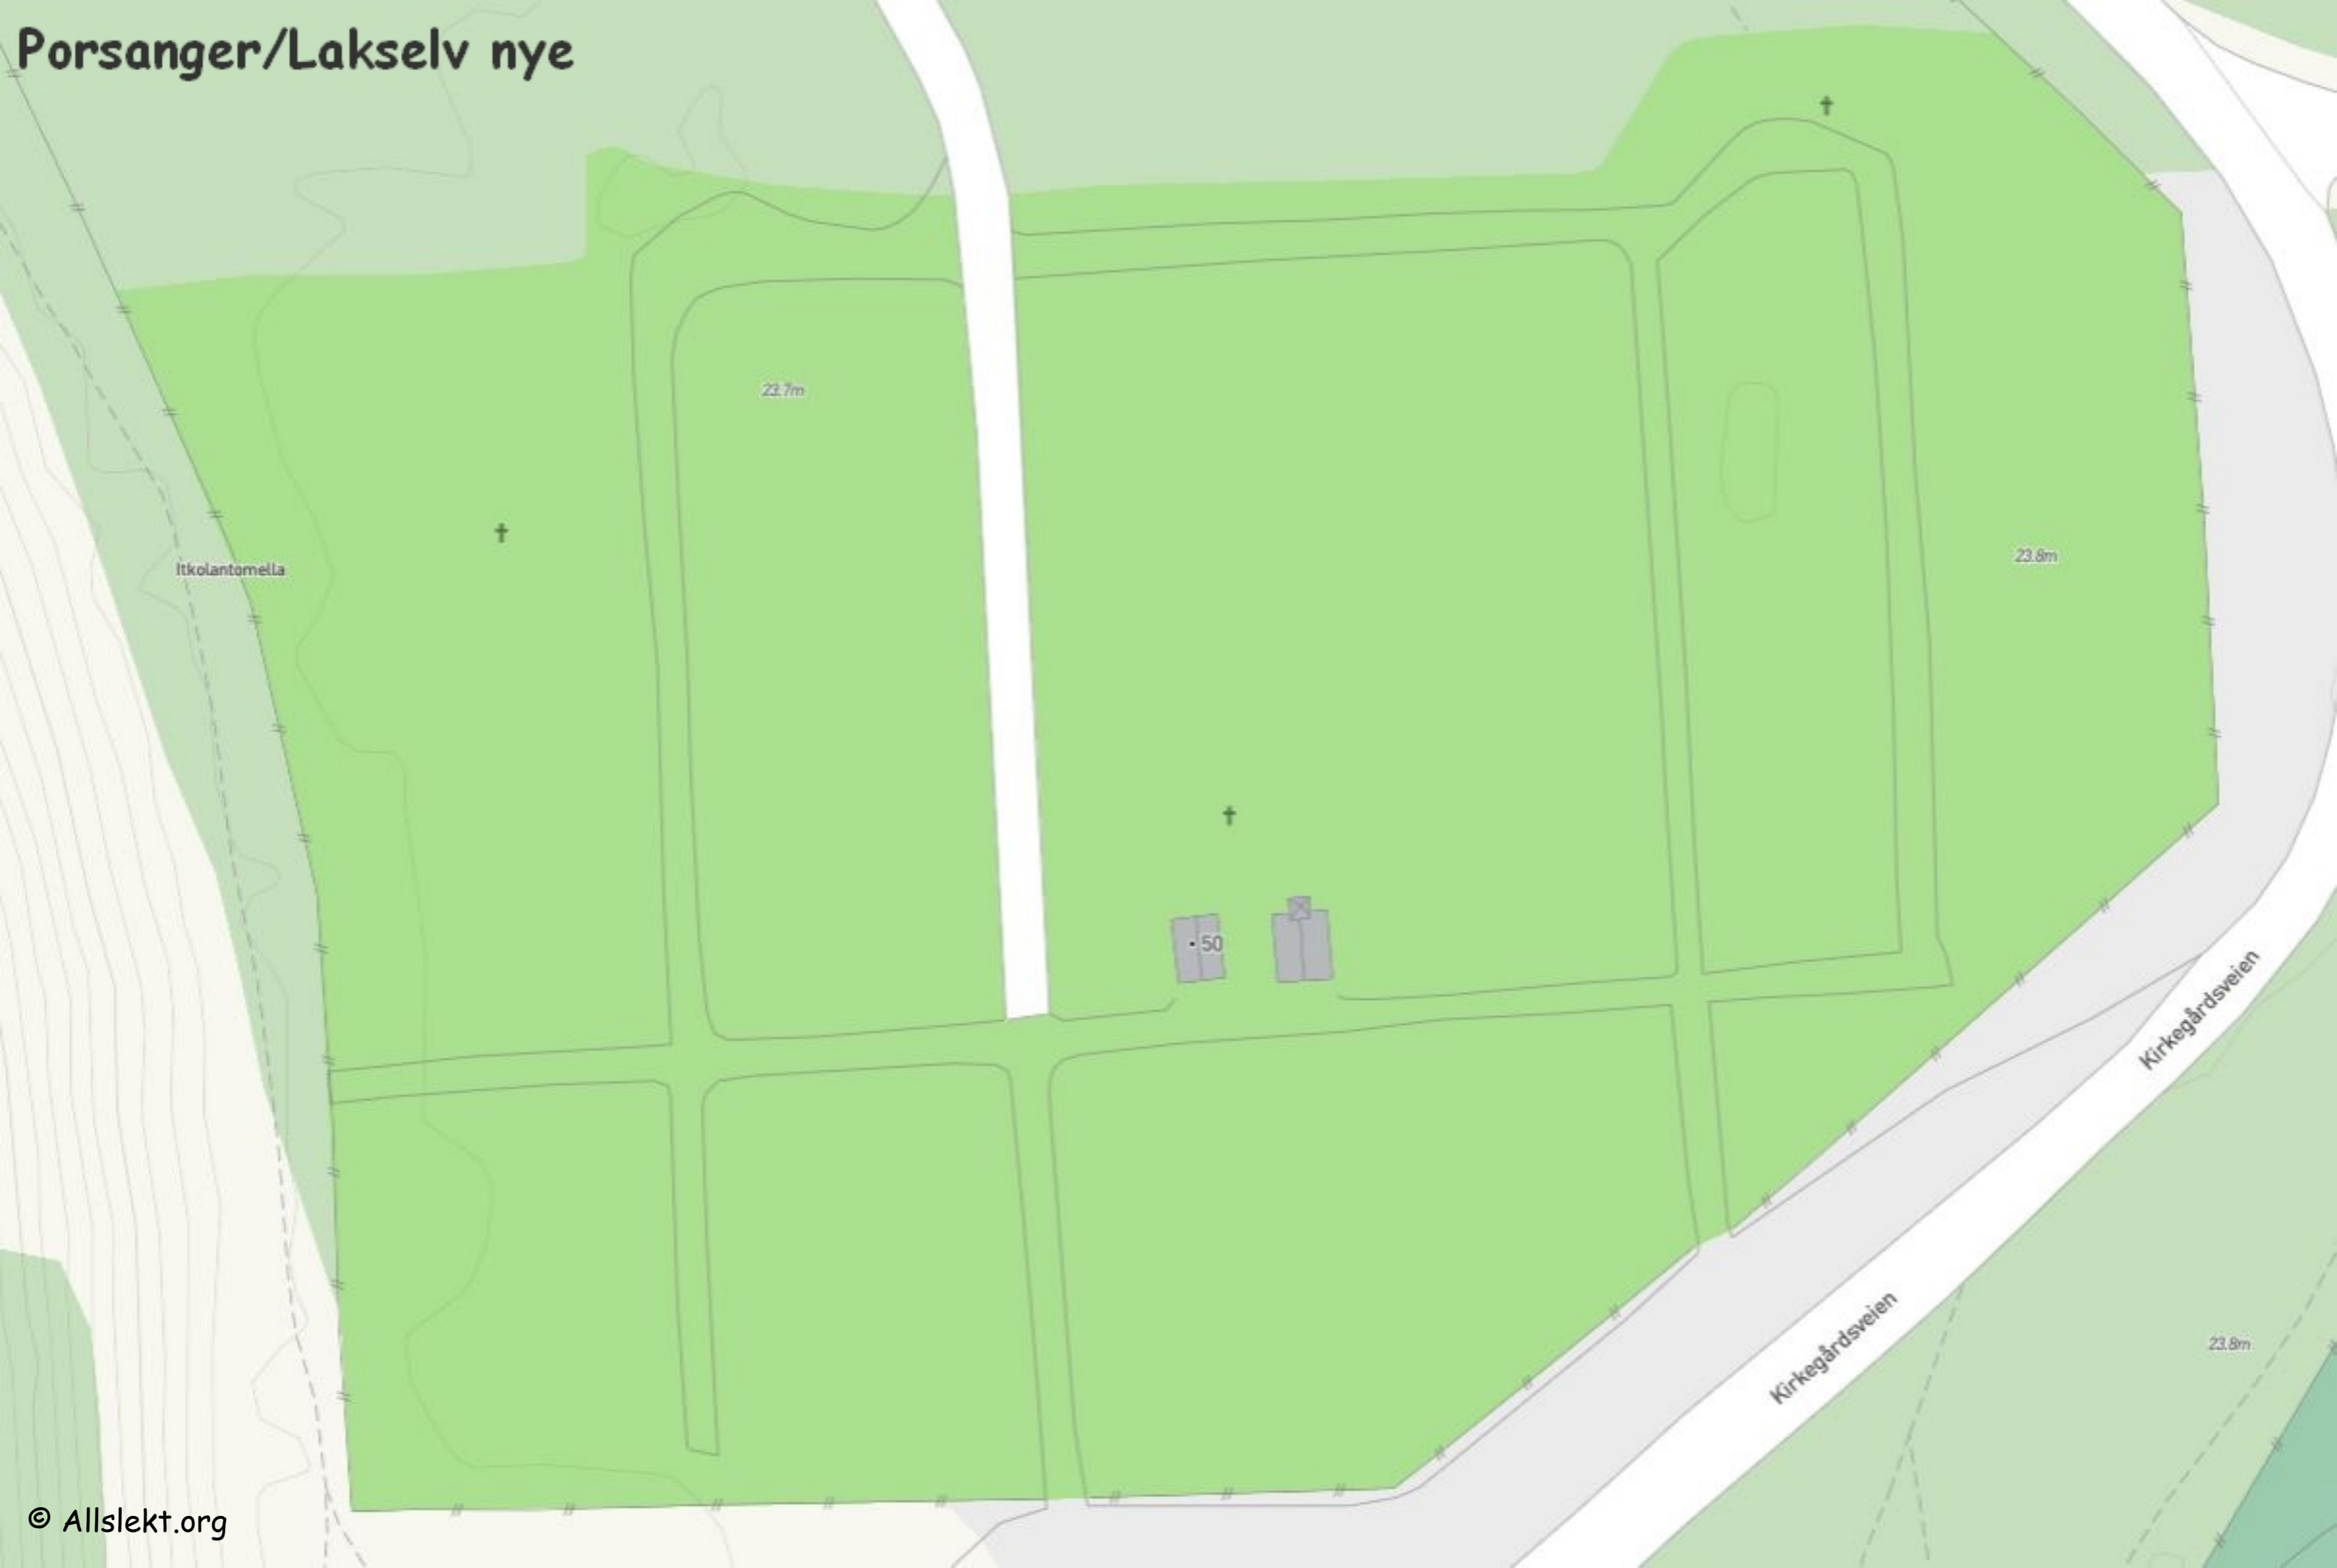 Porsanger/Lakselv nye
23.7m
23.8m
Itkolantomella
50
Kirkegårdsveien
Kirkegårdsveien
23.8m
© Allslekt.org